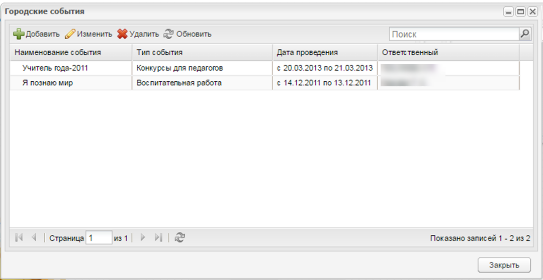 Городские события
Добавить Изменить Удалить Обновить Поиск
Наименование события Тип события Дата проведения Ответственный
Учитель года-2011 Конкурсы для педагогов с 20.03.2013 по 21.03.2013
Я познаю мир Воспитательная работа с 14.12.2011 по 13.12.2011
Страница 1 из 1 Показано записей 1 - 2 из 2
Закрыть